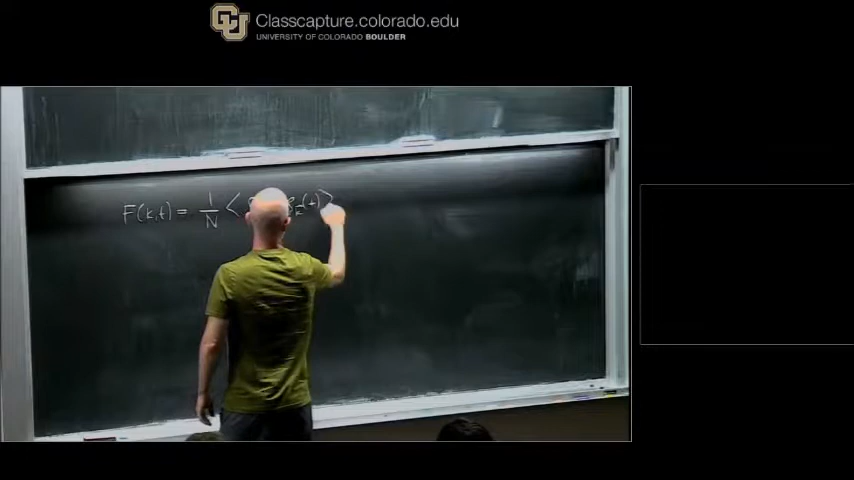 Classcapture.colorado.edu
UNIVERSITY OF COLORADO BOULDER
F(k,t) = 1/N < (t) >